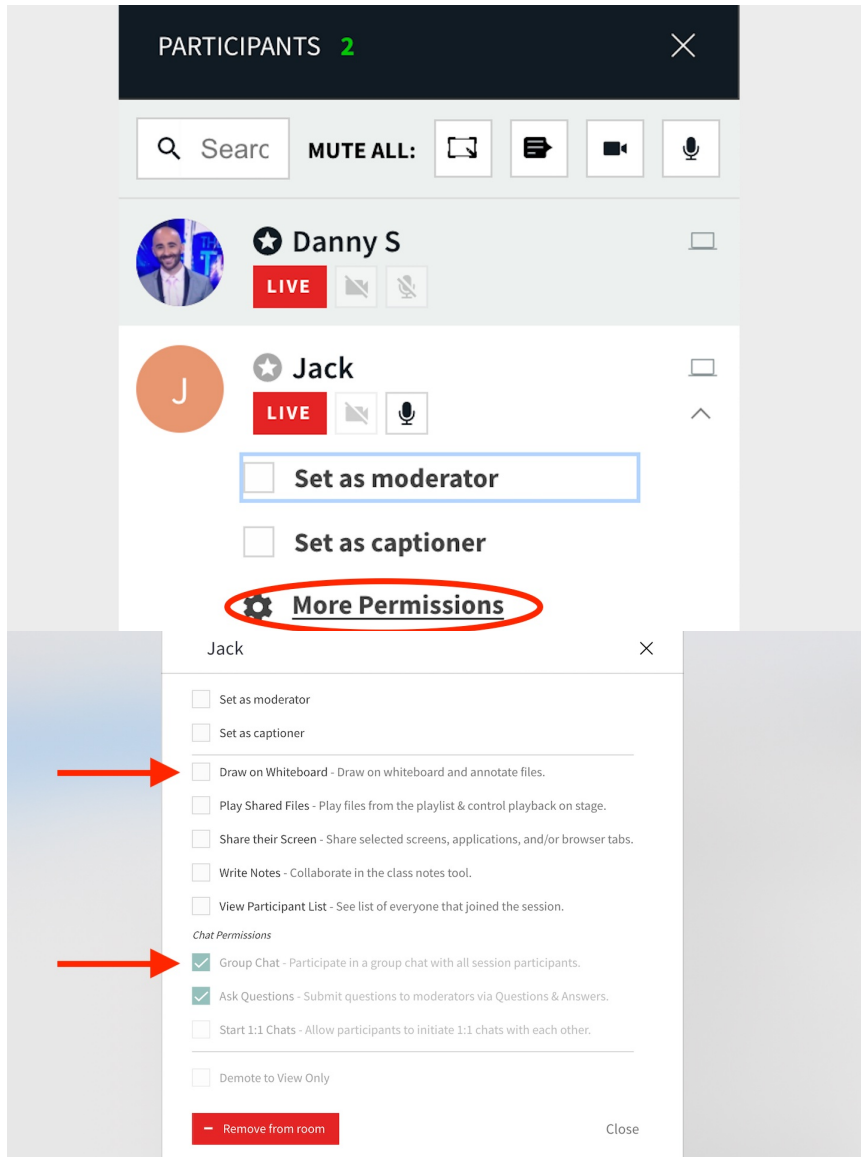 PARTICIPANTS 2
Searc MUTE ALL:
Danny S
LIVE
J
Jack
LIVE
Set as moderator
Set as captioner
More Permissions
Jack
Set as moderator
Set as captioner
Draw on Whiteboard - Draw on whiteboard and annotate files.
Play Shared Files - Play files from the playlist & control playback on stage.
Share their Screen - Share selected screens, applications, and/or browser tabs.
Write Notes - Collaborate in the class notes tool.
View Participant List - See list of everyone that joined the session.
Chat Permissions
Group Chat - Participate in a group chat with all session participants.
Ask Questions - Submit questions to moderators via Questions & Answers.
Start 1:1 Chats - Allow participants to initiate 1:1 chats with each other.
Demote to View Only
Remove from room Close